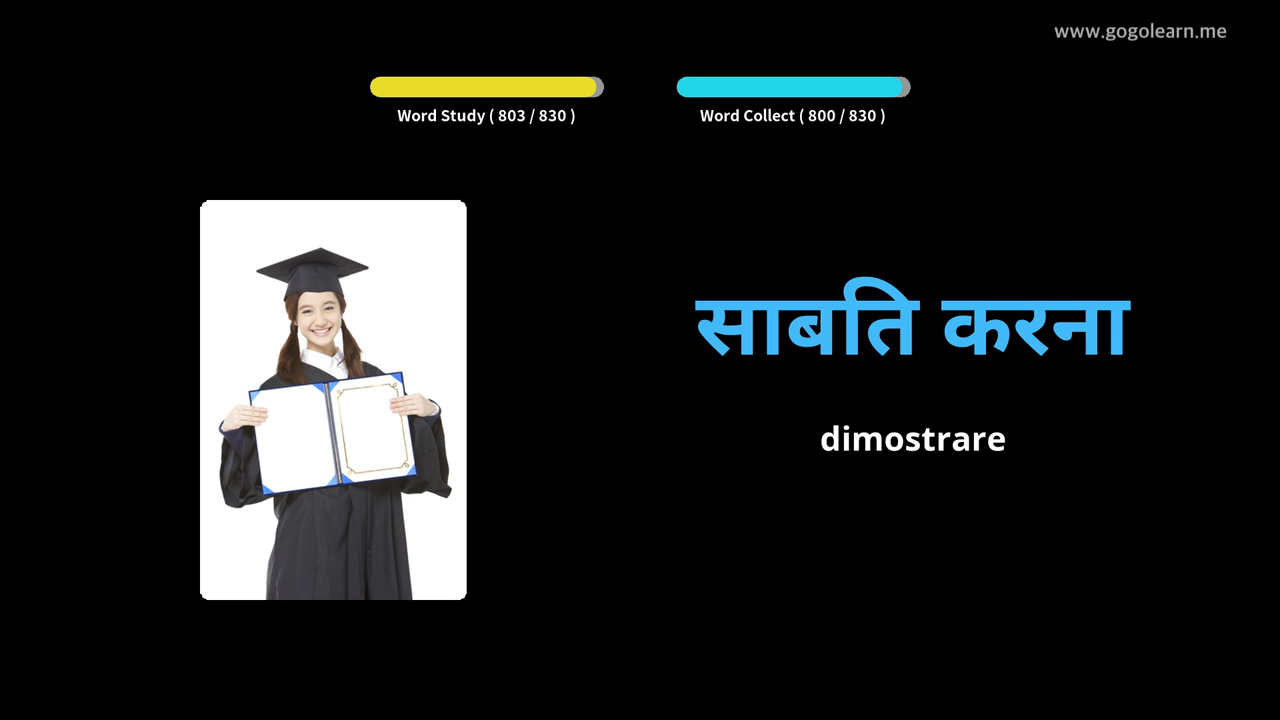 www.gogolearn.me
Word Study ( 803 / 830 )
Word Collect ( 800 / 830 )
साबति करना
dimostrare